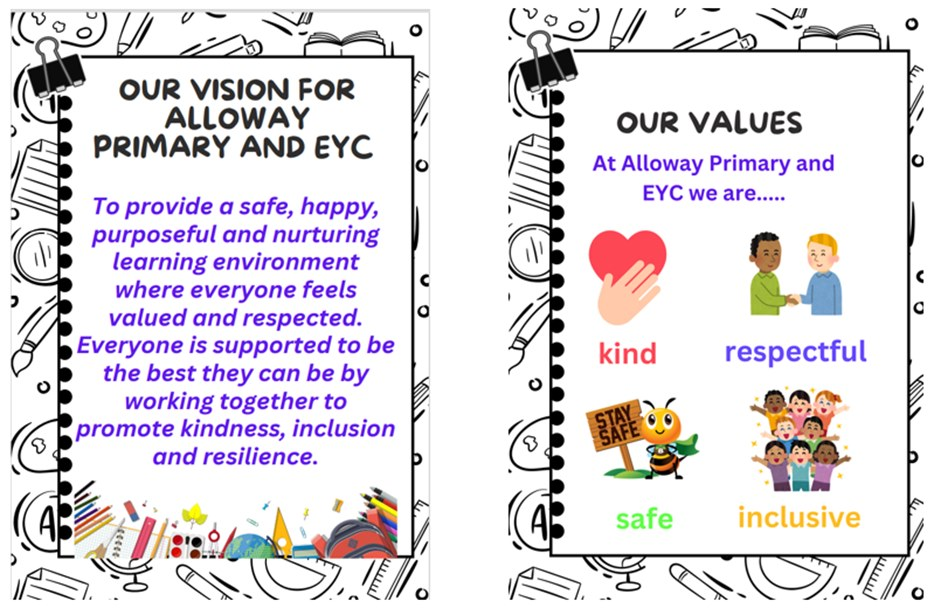 OUR VISION FOR
ALLOWAY
PRIMARY AND EYC
To provide a safe, happy,
purposeful and nurturing
learning environment
where everyone feels
valued and respected.
Everyone is supported to be
the best they can be by
working together to
promote kindness, inclusion
and resilience.
A
OUR VALUES
At Alloway Primary and
EYC we are.....
kind
respectful
STAY
SAFE
safe
inclusive
A